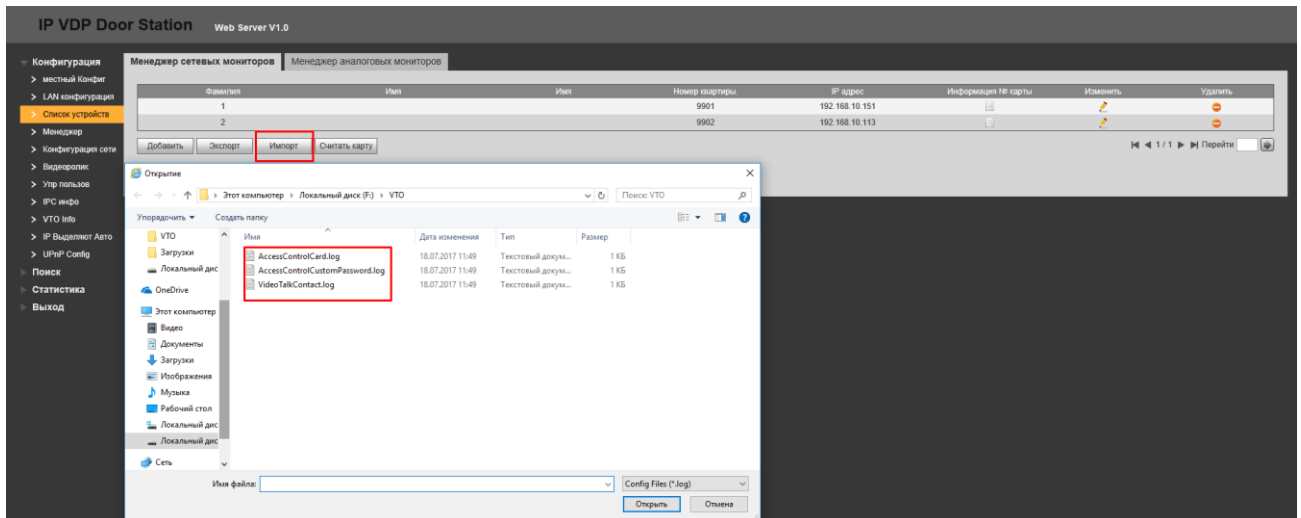 IP VDP Door Station Web Server V1.0
Конфигурация
местный Конфиг
LAN конфигурация
Список устройств
Менеджер
Конфигурация сети
Видеоролик
Упр пользов
IPC инфо
VTO Info
IP Выделяют Авто
UPnP Config
Поиск
Статистика
Выход
Менеджер сетевых мониторов Менеджер аналоговых мониторов
Фамилия Имя Имя Номер квартиры. IP адрес Информация № карты Изменить Удалить
1 9901 192.168.10.151
2 9902 192.168.10.113
Добавить Экспорт Импорт Считать карту 1 / 1 Перейти
Открытие
Этот компьютер › Локальный диск (F:) › VTO Поиск: VTO
Упорядочить Создать папку
VTO
Загрузки
Локальный дис
OneDrive
Этот компьютер
Видео
Документы
Загрузки
Изображения
Музыка
Рабочий стол
Локальный дис
Локальный дис
Сеть
Имя Дата изменения Тип Размер
AccessControlCard.log 18.07.2017 11:49 Текстовый докум... 1 КБ
AccessControlCustomPassword.log 18.07.2017 11:49 Текстовый докум... 1 КБ
VideoTalkContact.log 18.07.2017 11:49 Текстовый докум... 1 КБ
Имя файла: Config Files (*.log)
Открыть Отмена